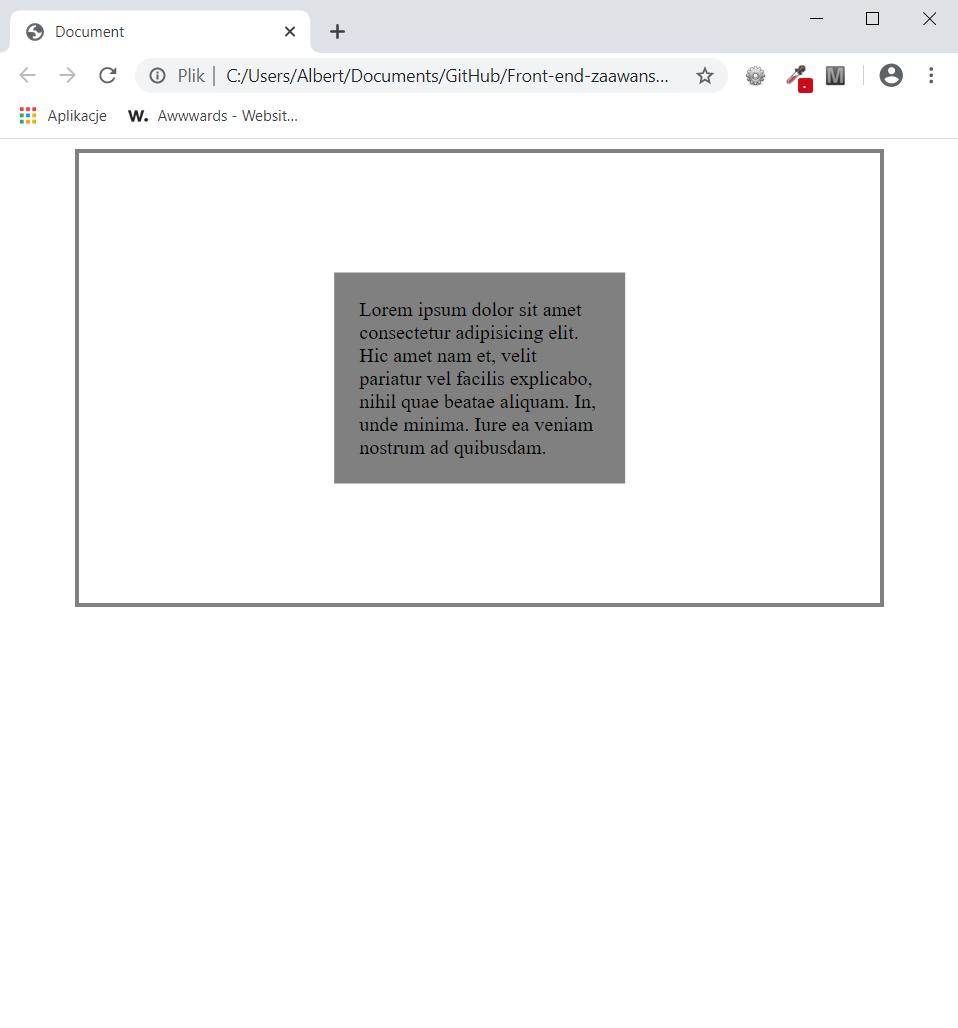 Document
Plik | C:/Users/Albert/Documents/GitHub/Front-end-zaawans...
M
Aplikacje W. Awwwards - Websit...
Lorem ipsum dolor sit amet
consectetur adipisicing elit.
Hic amet nam et, velit
pariatur vel facilis explicabo,
nihil quae beatae aliquam. In,
unde minima. Iure ea veniam
nostrum ad quibusdam.